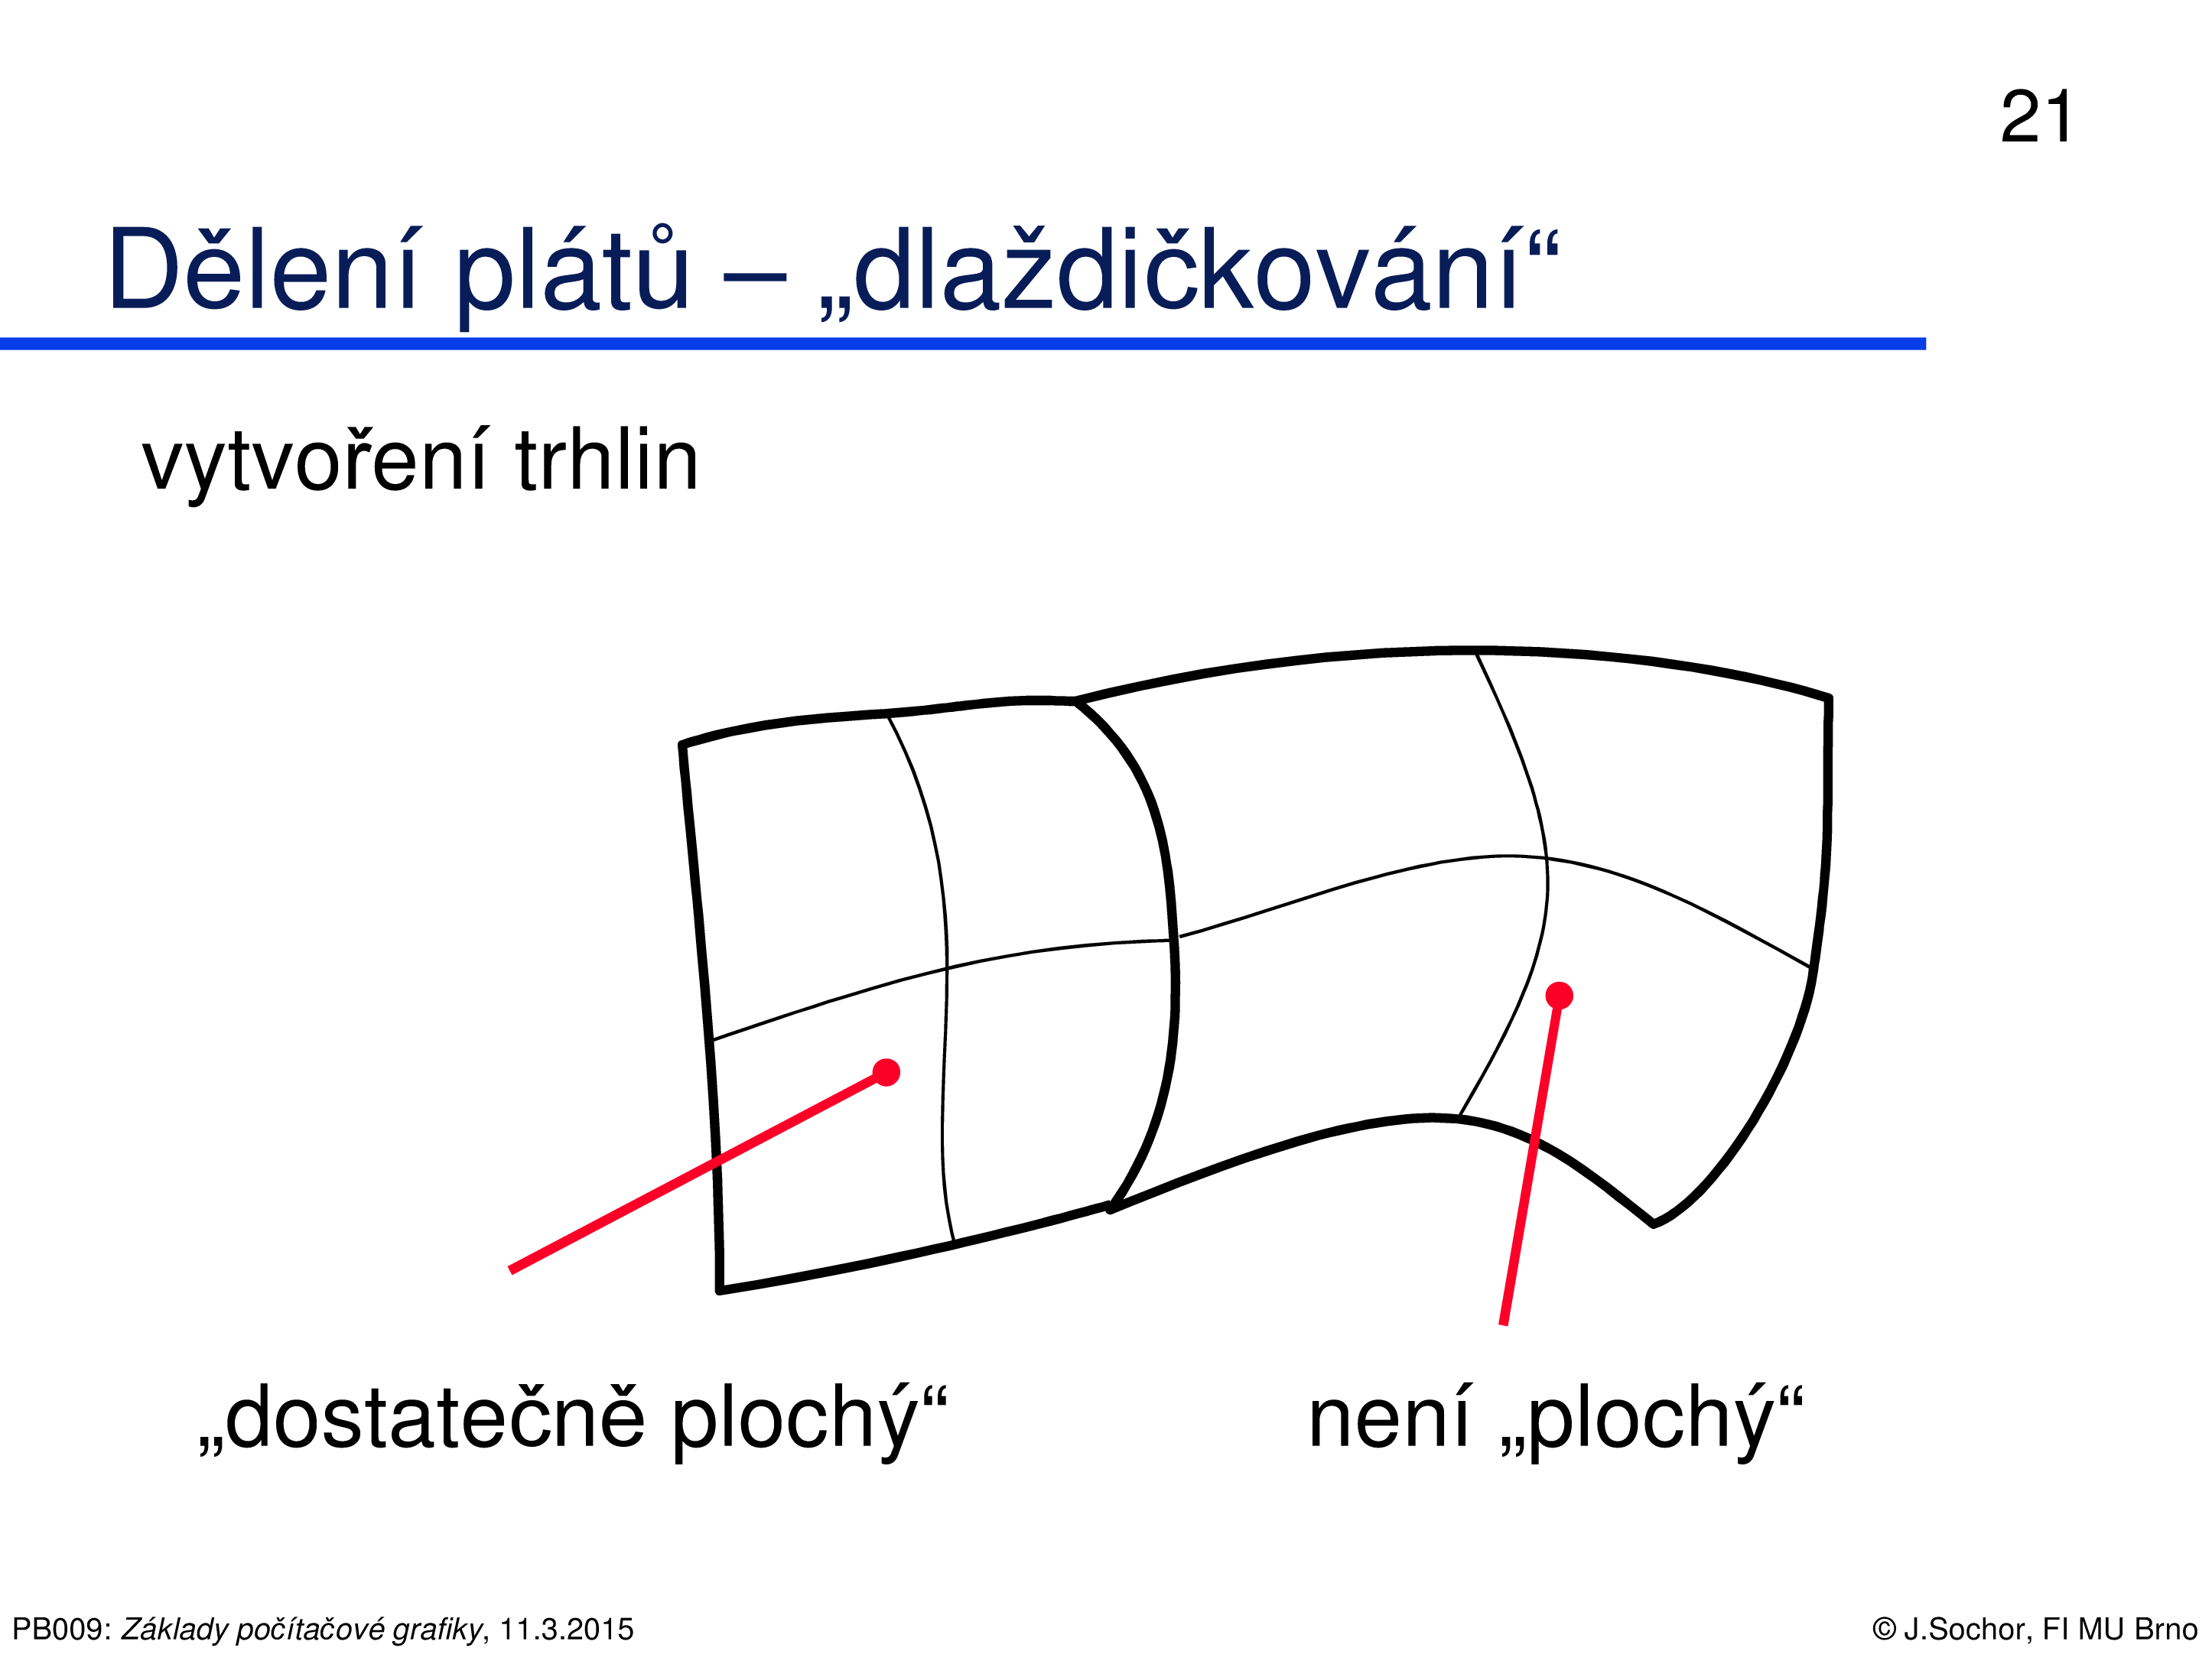 21
Dělení plátů – „dlaždičkování“
vytvoření trhlin
„dostatečně plochý“
není „plochý“
PB009: Základy počítačové grafiky, 11.3.2015
© J.Sochor, FI MU Brno